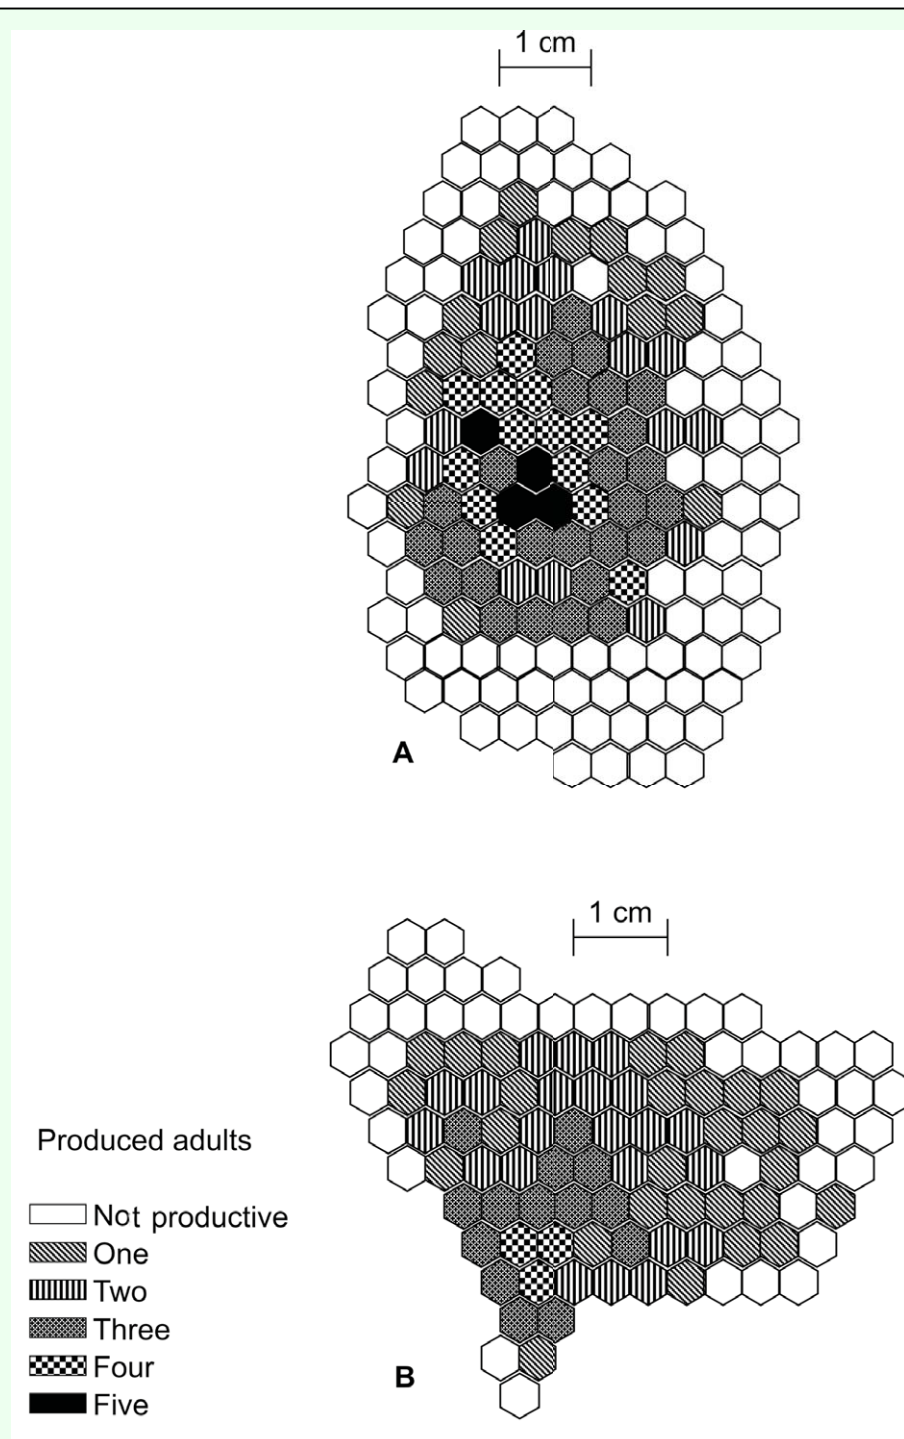 1 cm
A
1 cm
Produced adults
Not productive
One
Two
Three
Four
Five
B